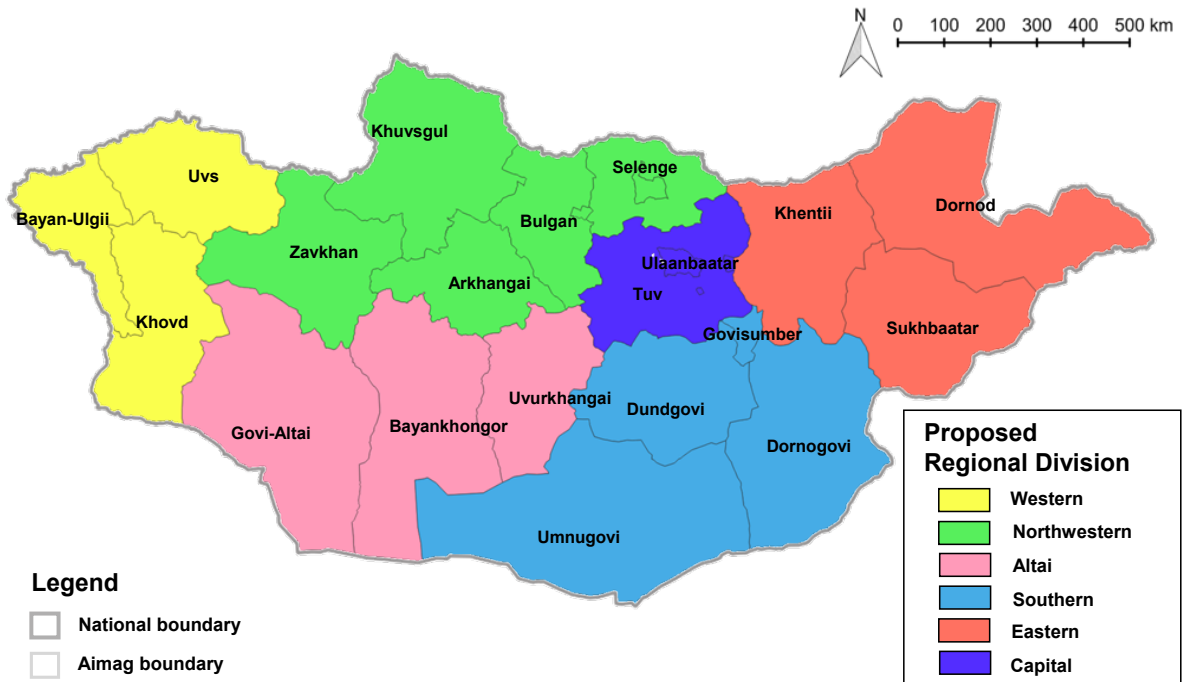 N
0 100 200 300 400 500 km
Khuvsgul
Selenge
Uvs
Bayan-Ulgii
Khentii
Dornod
Bulgan
Zavkhan
Ulaanbaatar
Arkhangai
Tuv
Khovd
Govisumber
Sukhbaatar
Uvurkhangai
Dundgovi
Govi-Altai
Bayankhongor
Dornogovi
Umnugovi
Proposed
Regional Division
Western
Northwestern
Altai
Southern
Eastern
Capital
Legend
National boundary
Aimag boundary